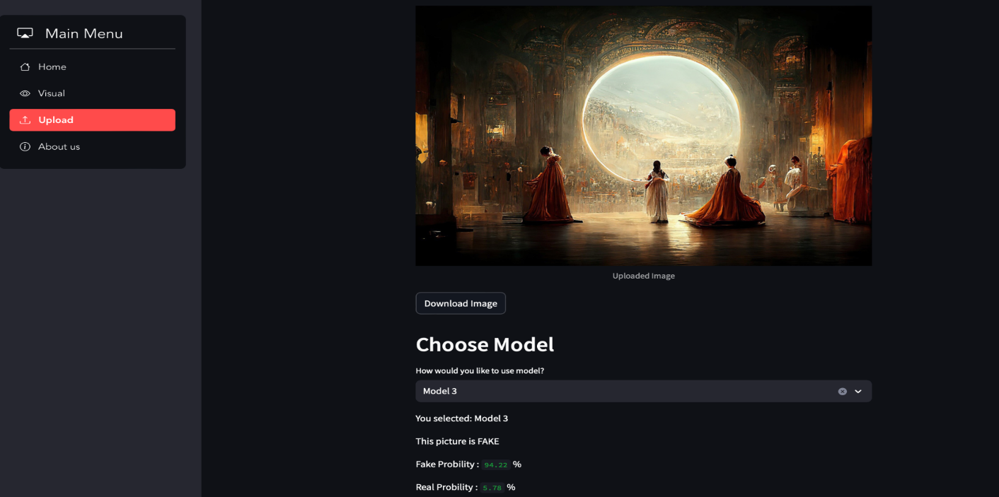 Main Menu
Home
Visual
Upload
About us
Uploaded Image
Download Image
Choose Model
How would you like to use model?
Model 3
You selected: Model 3
This picture is FAKE
Fake Probility : 94.22 %
Real Probility : 5.78 %